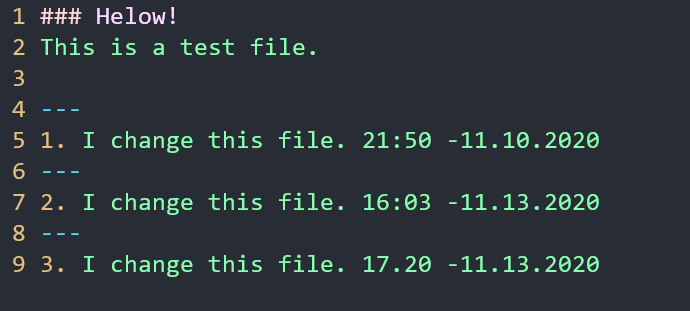 1 ### Helow!
2 This is a test file.
3
4 ---
5 1. I change this file. 21:50 -11.10.2020
6 ---
7 2. I change this file. 16:03 -11.13.2020
8 ---
9 3. I change this file. 17.20 -11.13.2020